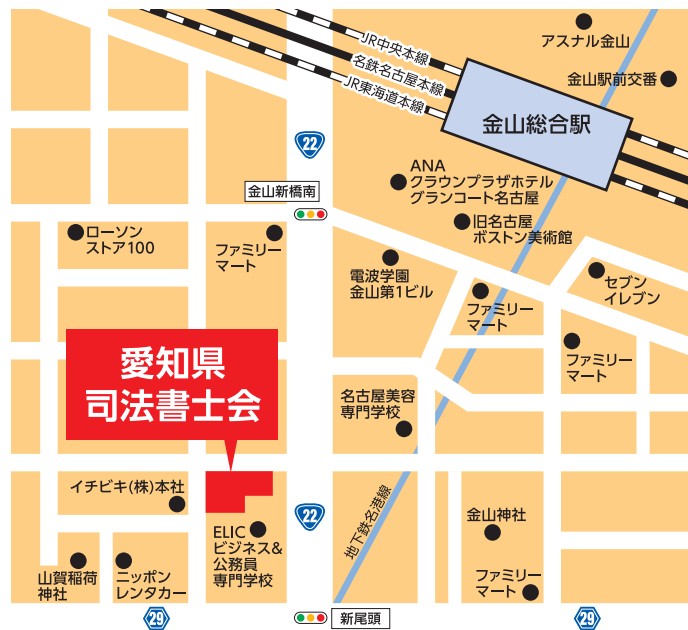 アスナル金山
JR中央本線
名鉄名古屋本線
JR東海道本線
金山駅前交番
金山総合駅
22
ANA
クラウンプラザホテル
グランコート名古屋
金山新橋南
旧名古屋
ボストン美術館
ローソン
ストア100
ファミリー
マート
電波学園
金山第1ビル
セブン
イレブン
ファミリー
マート
ファミリー
マート
愛知県
司法書士会
名古屋美容
専門学校
イチビキ(株)本社
地下鉄名港線
22
金山神社
ELIC
ビジネス&
公務員
専門学校
山賀稲荷
神社
ニッポン
レンタカー
ファミリー
マート
29
新尾頭
29